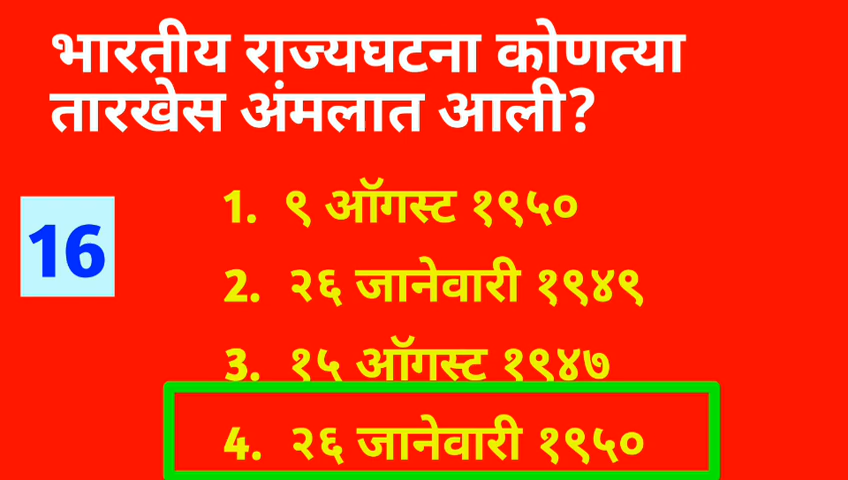 भारतीय राज्यघटना कोणत्या
तारखेस अंमलात आली?
16
1. ९ ऑगस्ट १९५०
2. २६ जानेवारी १९४९
3. १५ ऑगस्ट १९४७
4. २६ जानेवारी १९५०